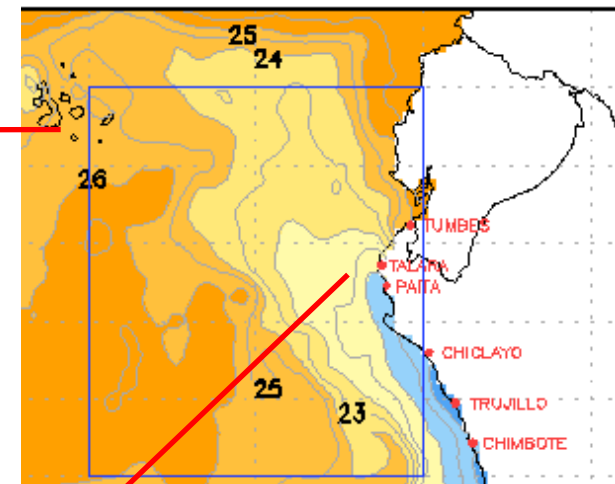 25
24
26
TUMBES
TALARA
PAITA
CHICLAYO
25
23
TRUJILLO
CHIMBOTE